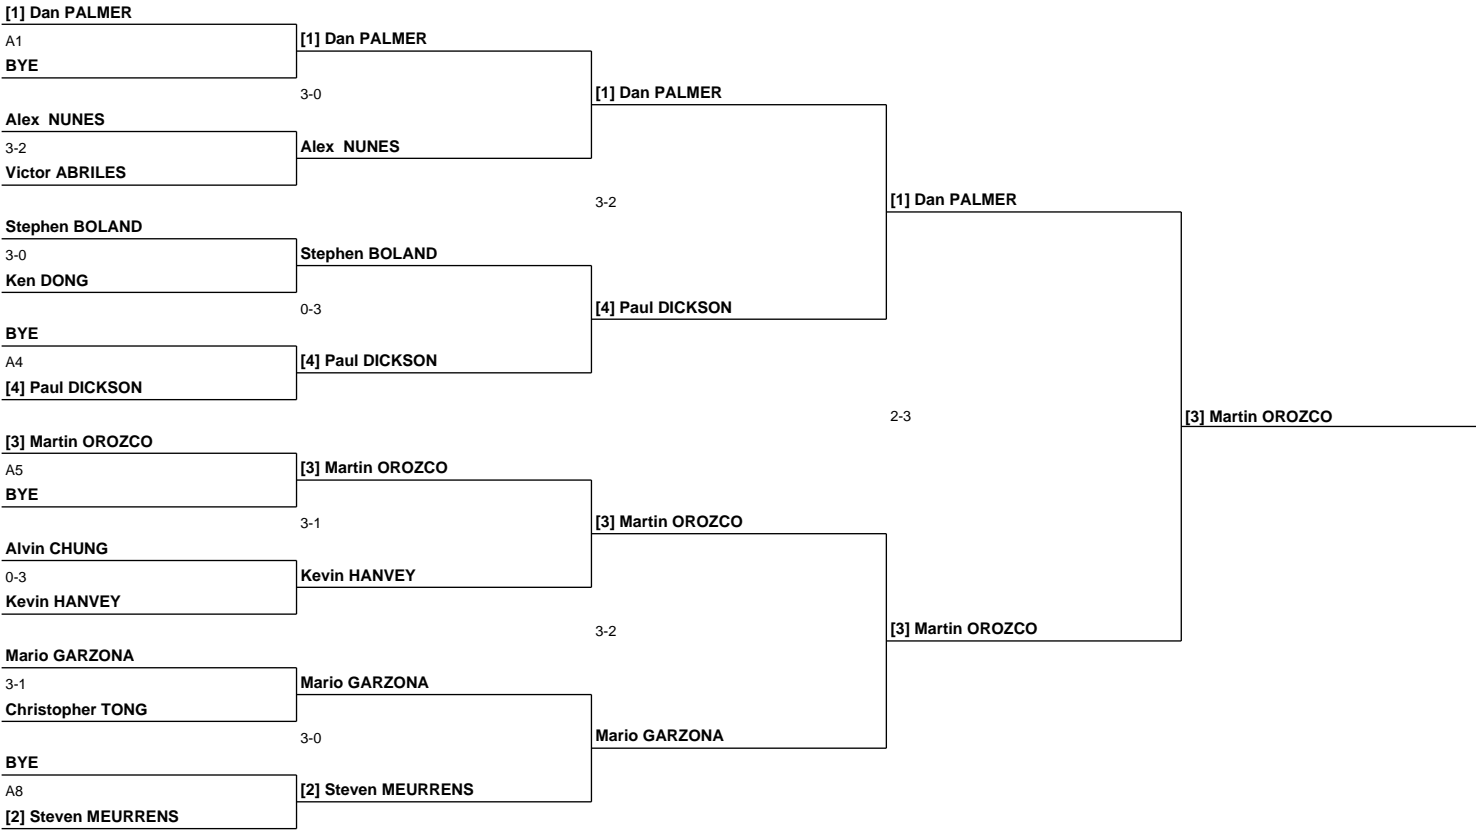 [1] Dan PALMER
A1
BYE
Alex  NUNES
3-2
Victor ABRILES
Stephen BOLAND
3-0
Ken DONG
BYE
A4
[4] Paul DICKSON
[3] Martin OROZCO
A5
BYE
Alvin CHUNG
0-3
Kevin HANVEY
Mario GARZONA
3-1
Christopher TONG
BYE
A8
[2] Steven MEURRENS
[1] Dan PALMER
3-0
Alex  NUNES
Stephen BOLAND
0-3
[4] Paul DICKSON
[3] Martin OROZCO
3-1
Kevin HANVEY
Mario GARZONA
3-0
[2] Steven MEURRENS
[1] Dan PALMER
3-2
[4] Paul DICKSON
[3] Martin OROZCO
3-2
Mario GARZONA
[1] Dan PALMER
2-3
[3] Martin OROZCO
[3] Martin OROZCO